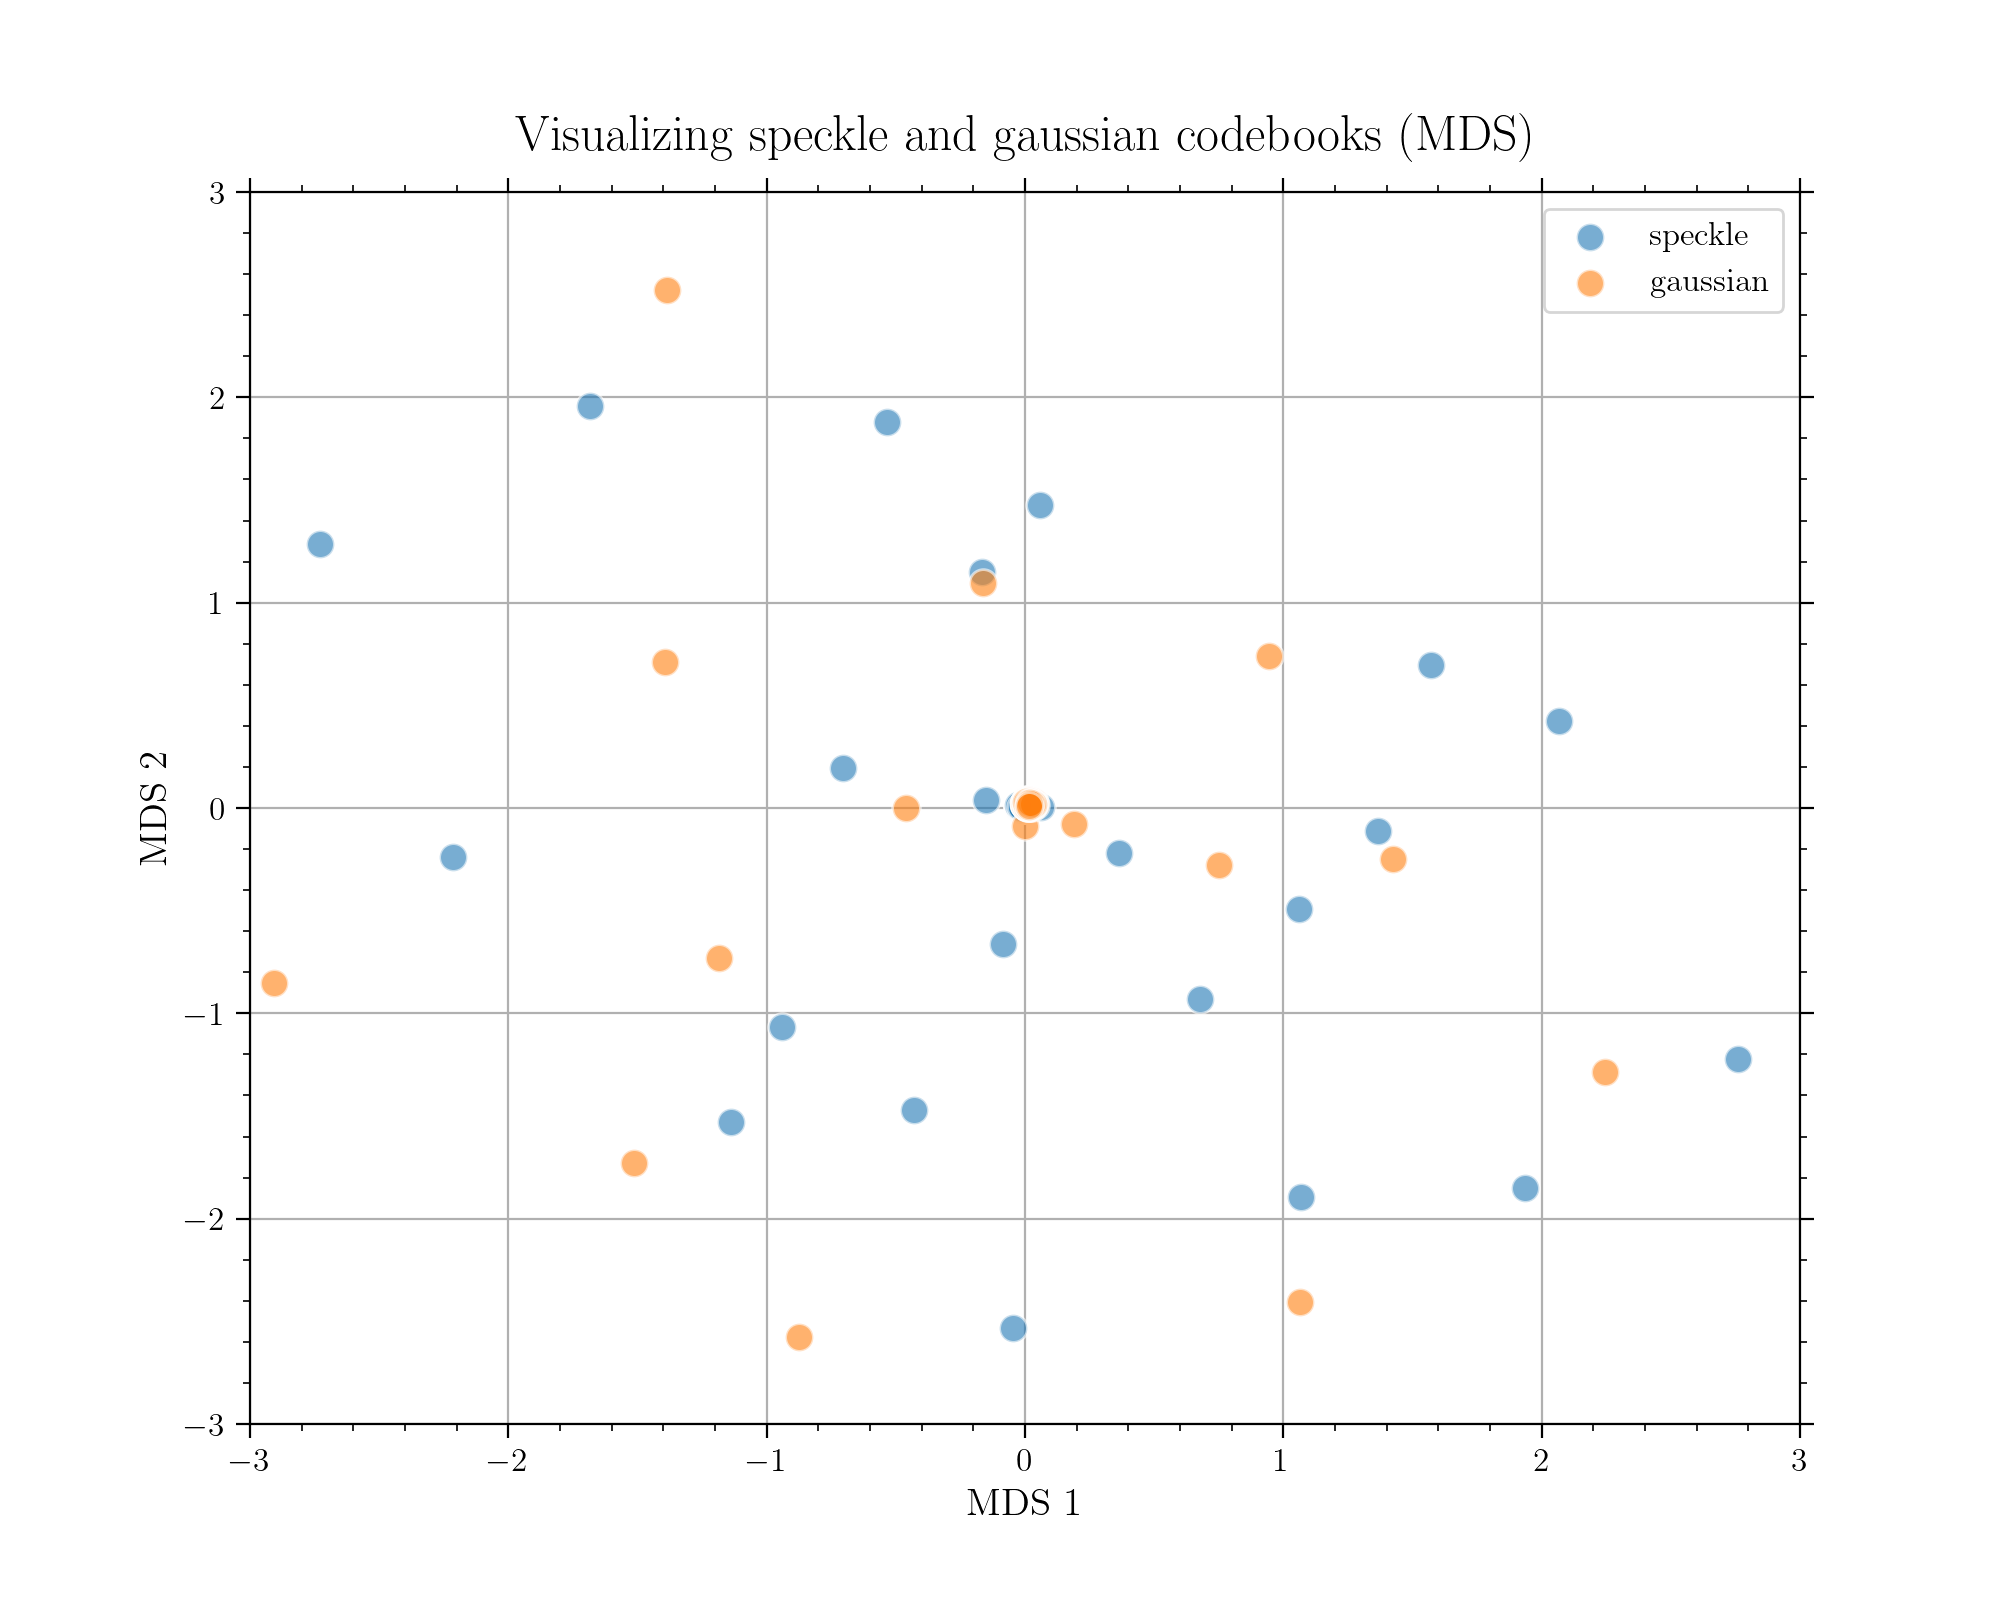 Visualizing speckle and gaussian codebooks (MDS)
speckle
gaussian
3
2
1
0
−1
−2
−3
MDS 2
−3
−2
−1
0
1
2
3
MDS 1